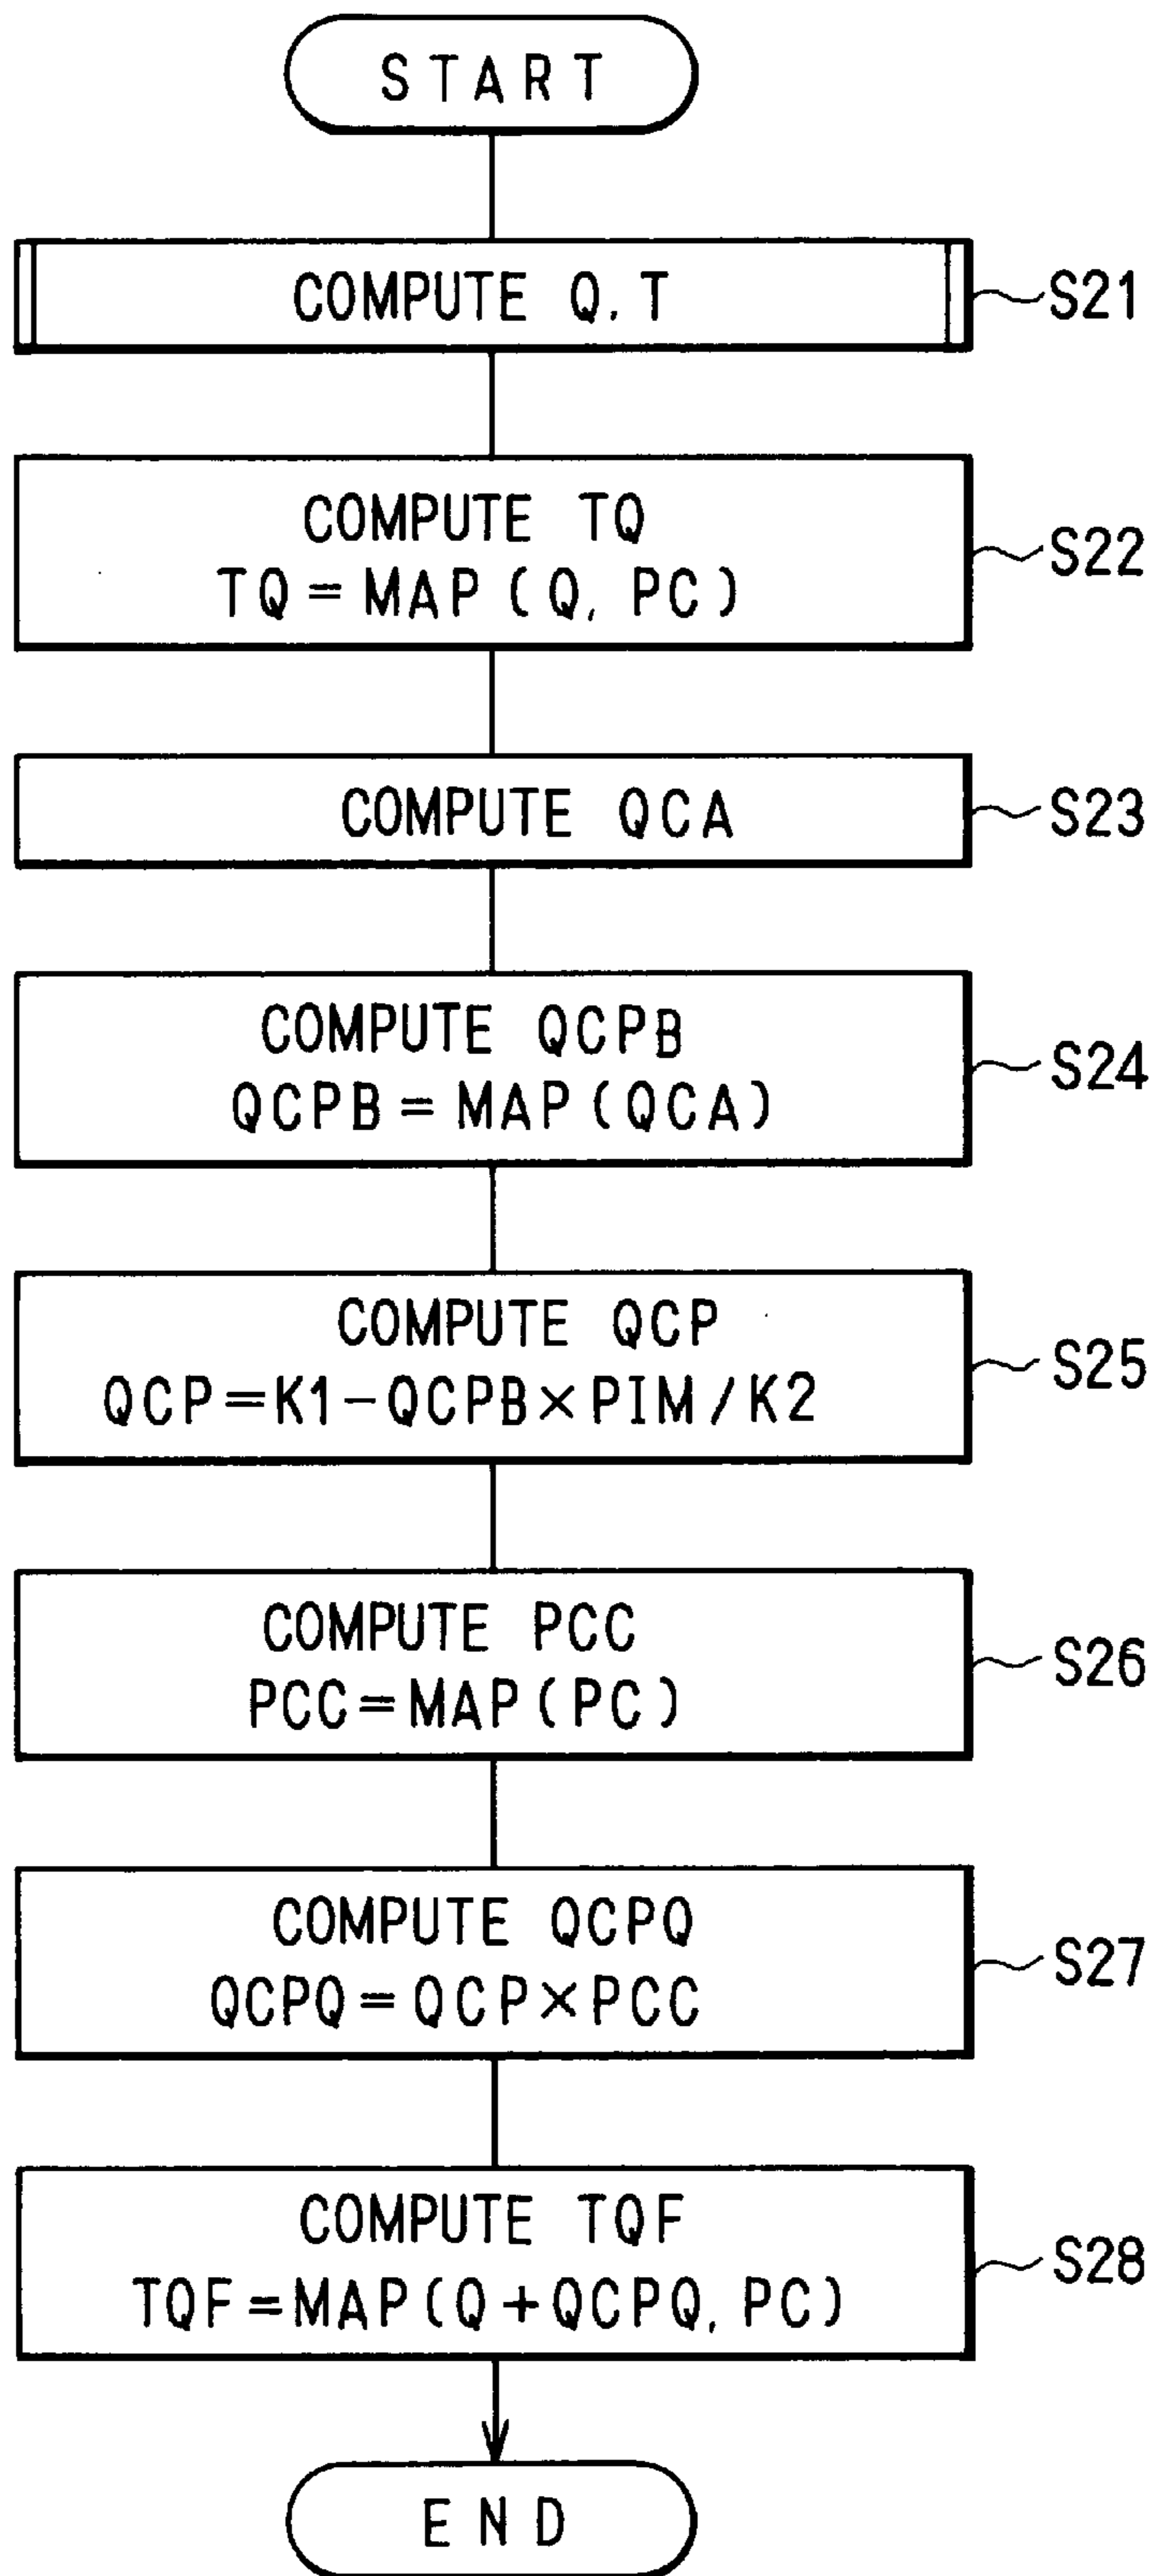 START
COMPUTE Q, T
S21
COMPUTE TQ
TQ = MAP (Q, PC)
S22
COMPUTE QCA
S23
COMPUTE QCPB
QCPB = MAP (QCA)
S24
COMPUTE QCP
QCP = K1 - QCPB × PIM / K2
S25
COMPUTE PCC
PCC = MAP (PC)
S26
COMPUTE QCPQ
QCPQ = QCP × PCC
S27
COMPUTE TQF
TQF = MAP (Q + QCPQ, PC)
S28
END